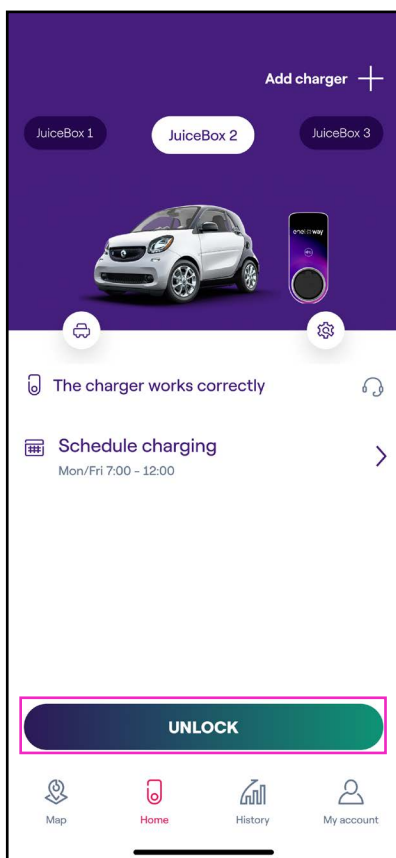 Add charger
JuiceBox 1
JuiceBox 2
JuiceBox 3
enel x way
The charger works correctly
Schedule charging
Mon/Fri 7:00 - 12:00
UNLOCK
Map
Home
History
My account